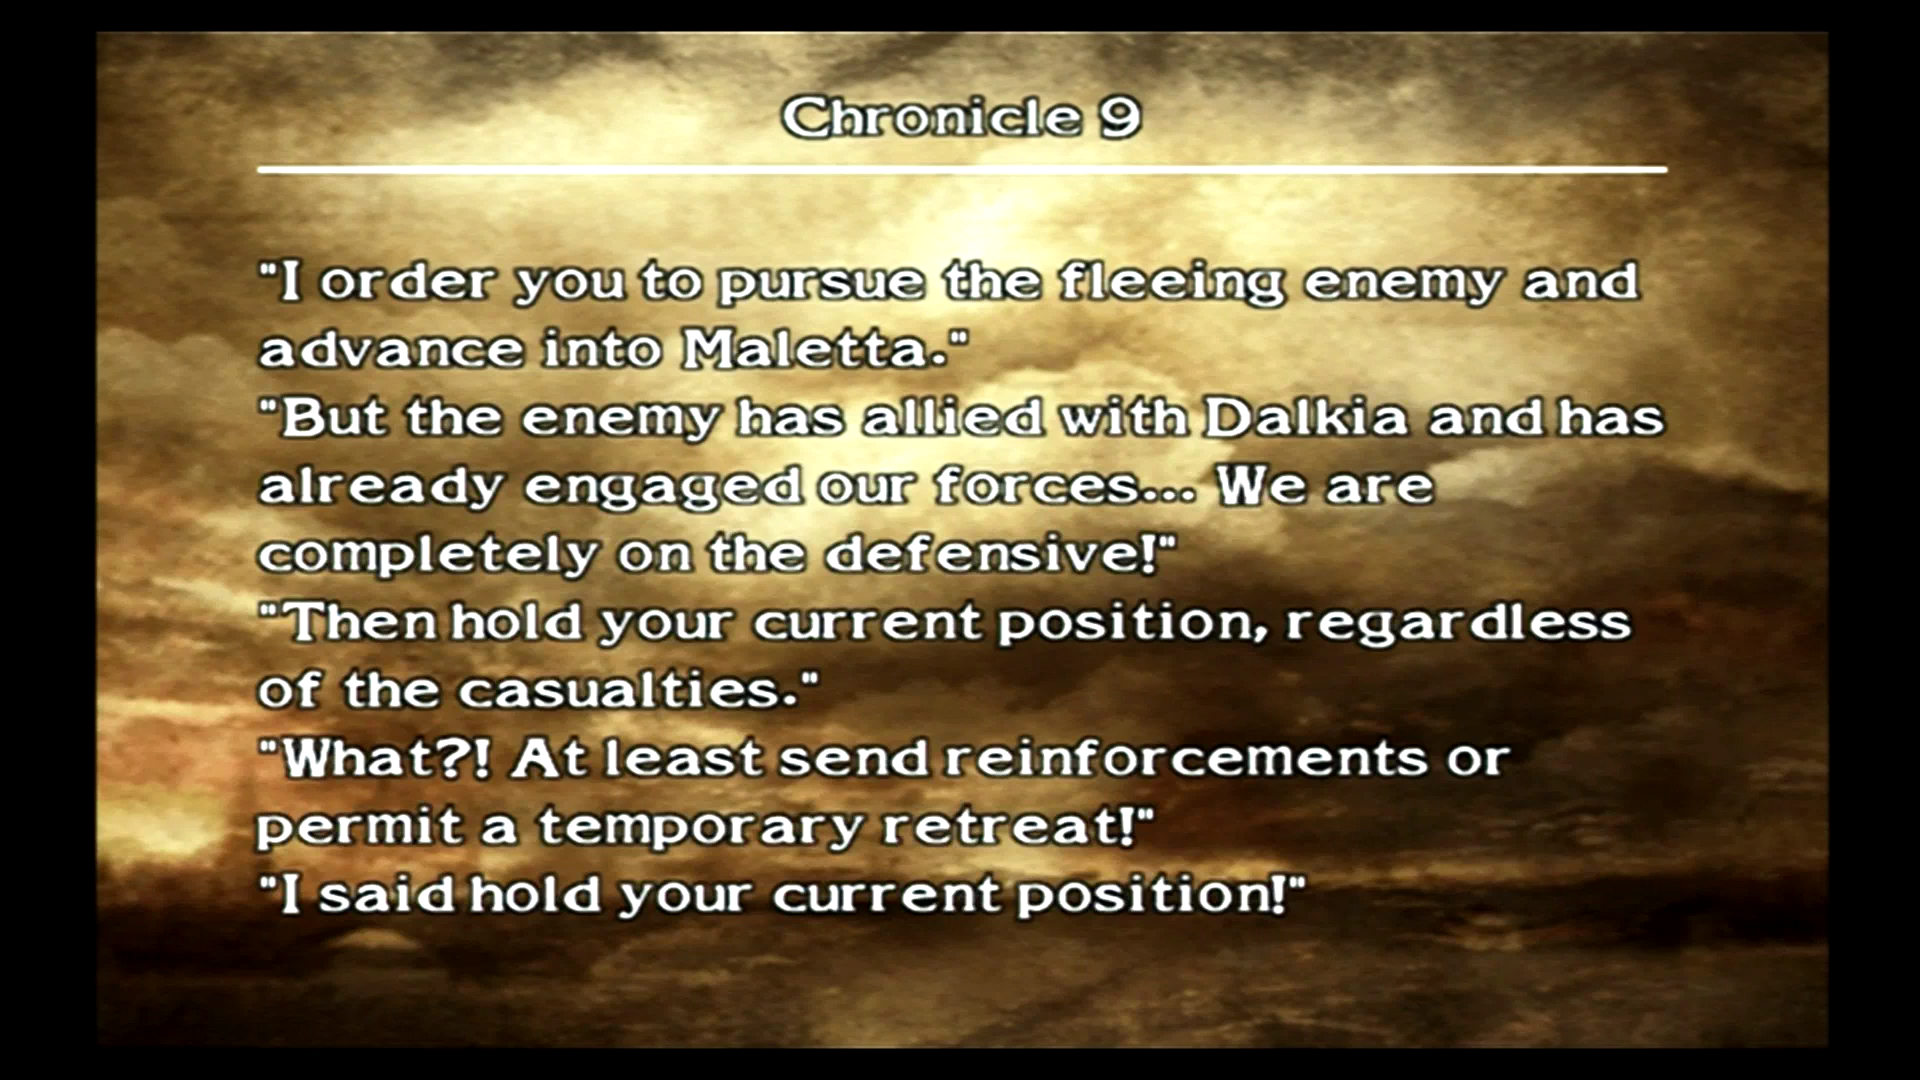 Chronicle 9
"I order you to pursue the fleeing enemy and
advance into Maletta."
"But the enemy has allied with Dalkia and has
already engaged our forces... We are
completely on the defensive!"
"Then hold your current position, regardless
of the casualties."
"What?! At least send reinforcements or
permit a temporary retreat!"
"I said hold your current position!"